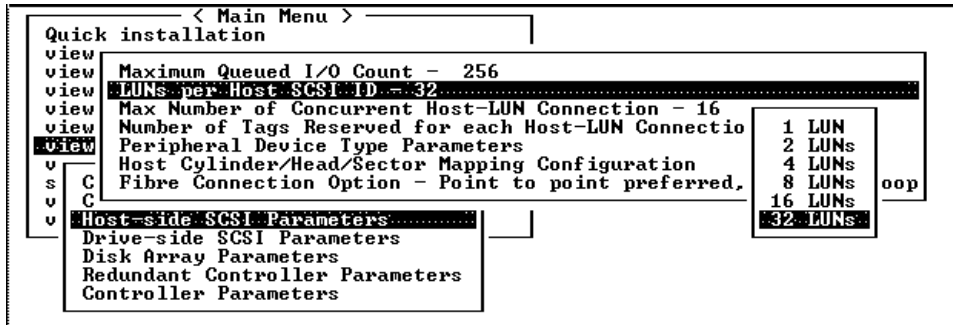 < Main Menu >
Quick installation
view
view Maximum Queued I/O Count - 256
view LUNs per Host SCSI ID - 32
view Max Number of Concurrent Host-LUN Connection - 16
view Number of Tags Reserved for each Host-LUN Connectio 1 LUN
view Peripheral Device Type Parameters 2 LUNs
v Host Cylinder/Head/Sector Mapping Configuration 4 LUNs
s C Fibre Connection Option - Point to point preferred, 8 LUNs oop
v C 16 LUNs
v Host-side SCSI Parameters 32 LUNs
Drive-side SCSI Parameters
Disk Array Parameters
Redundant Controller Parameters
Controller Parameters